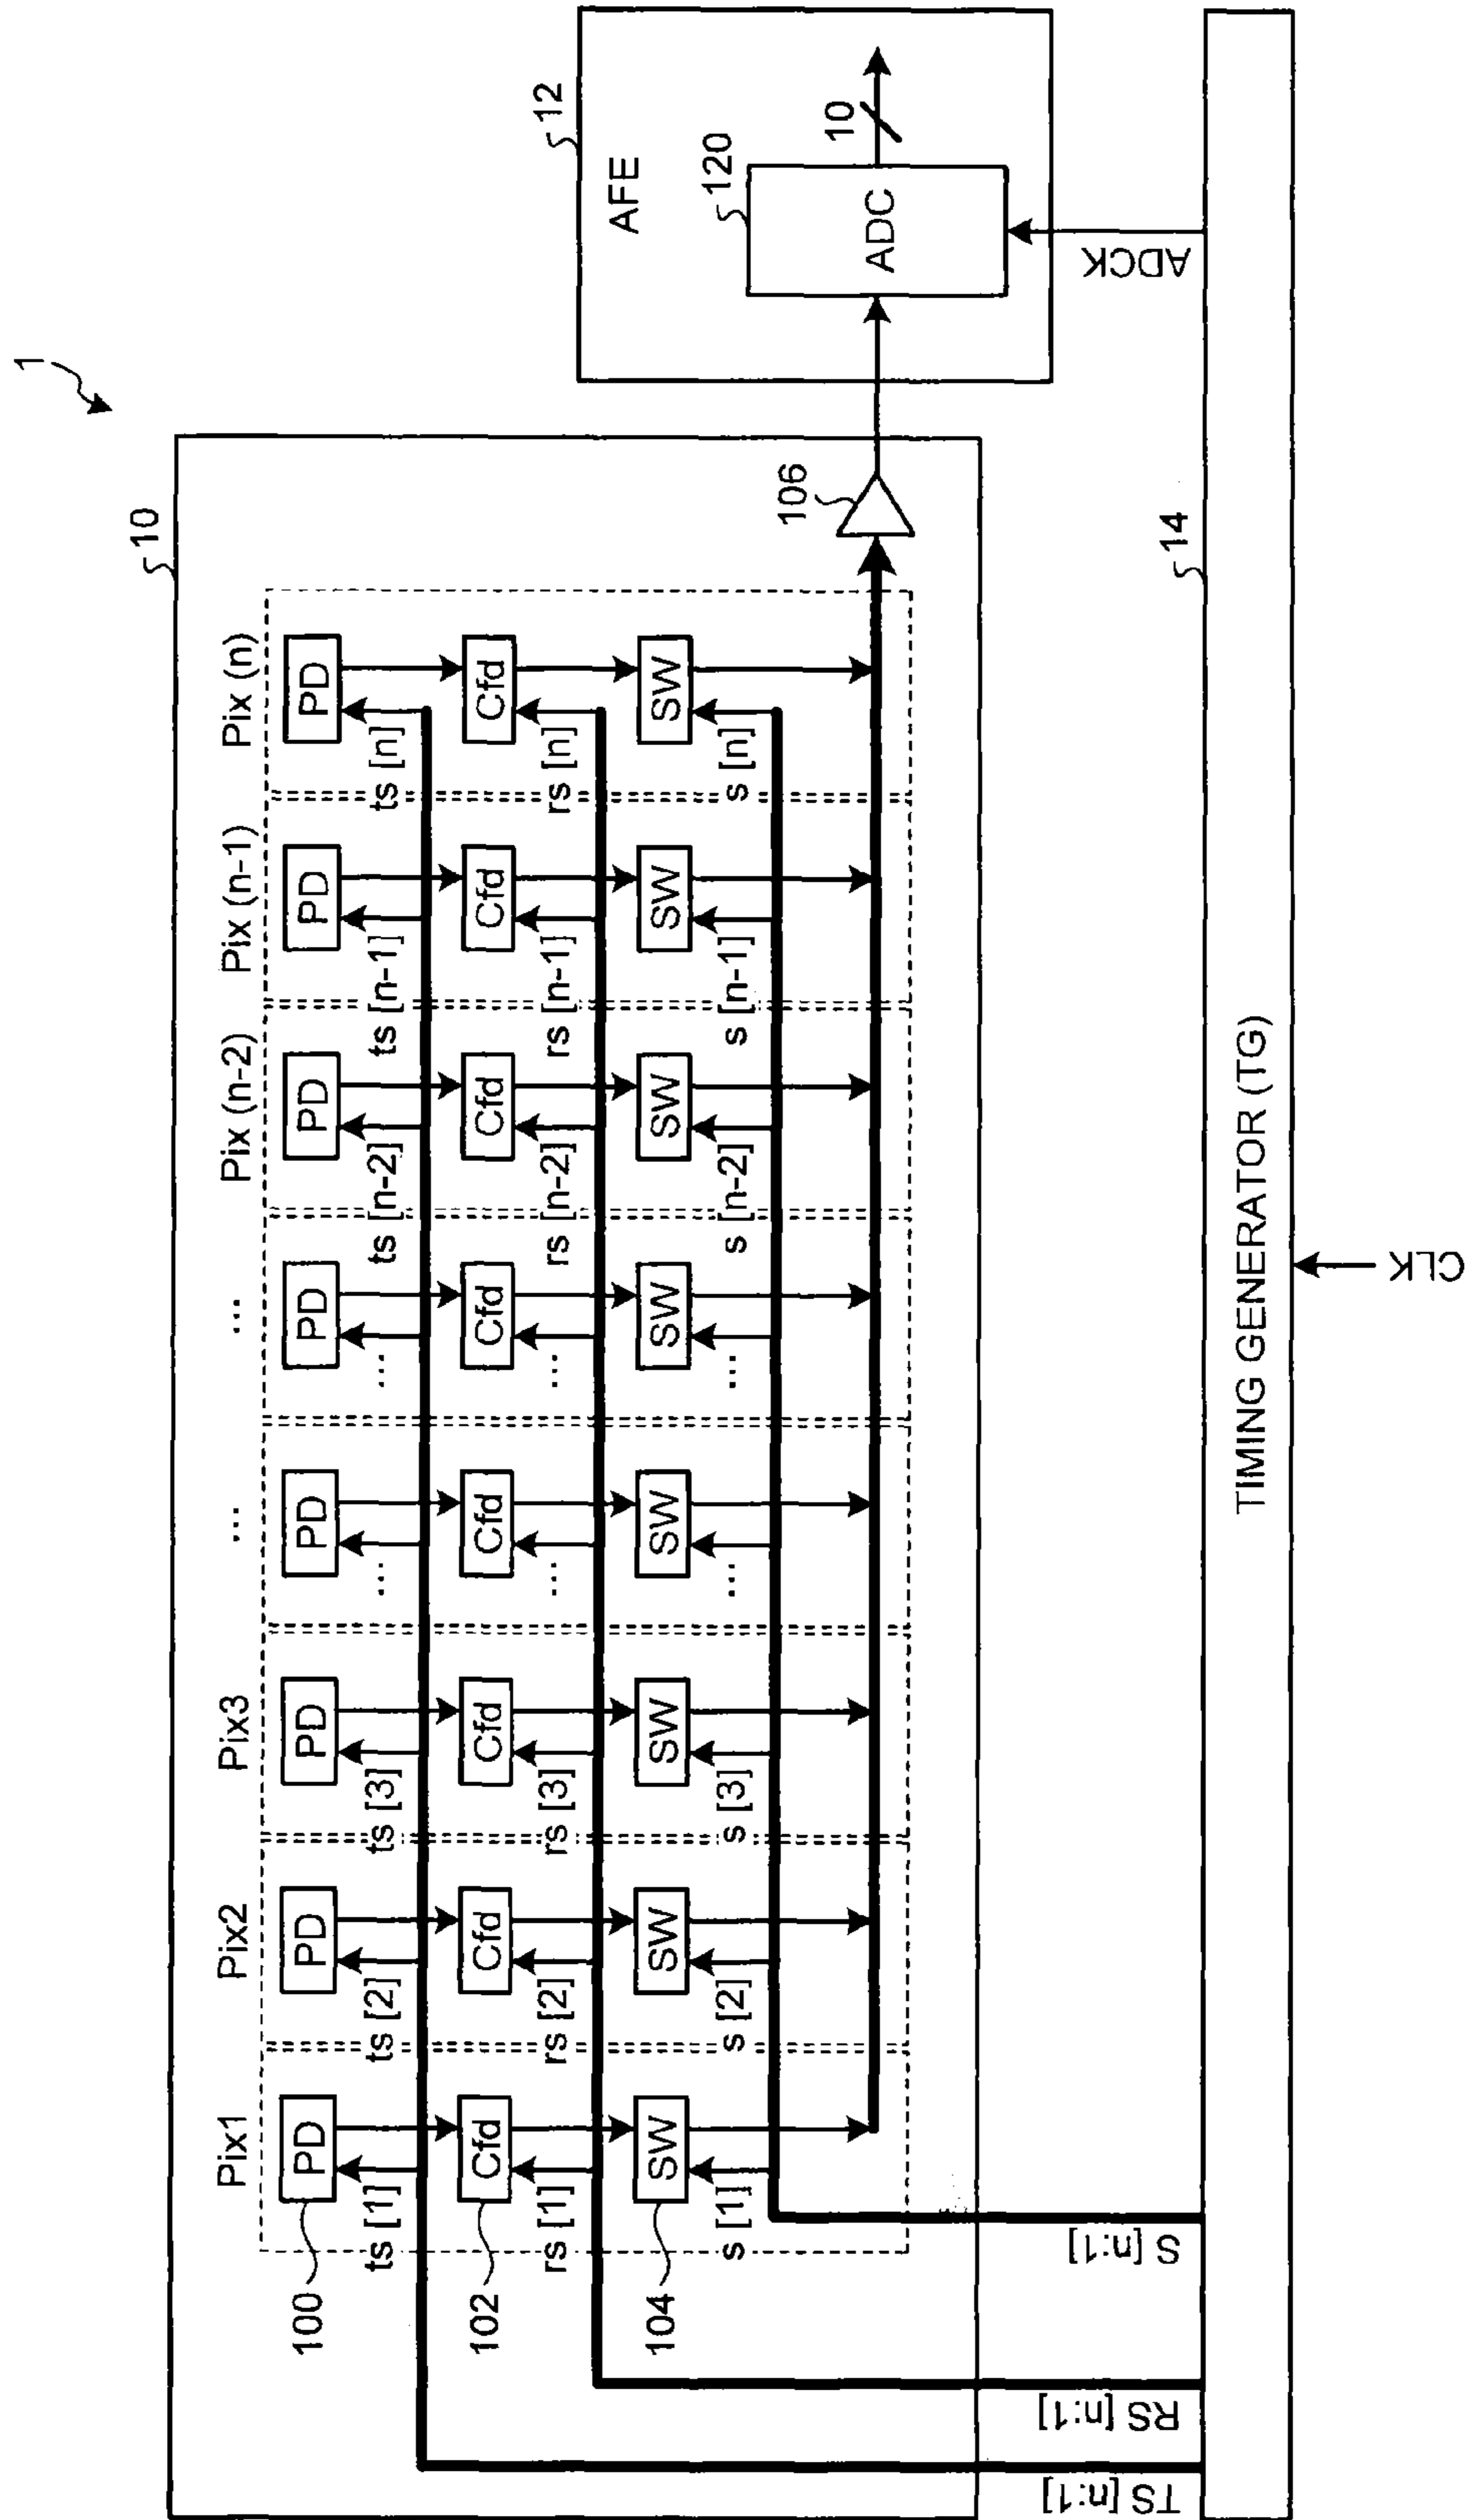 1
10
12
Pix1
Pix2
Pix3
...
...
Pix (n-2)
Pix (n-1)
Pix (n)
PD
PD
PD
PD
PD
PD
PD
PD
100
ts [1]
ts [2]
ts [3]
...
...
ts [n-2]
ts [n-1]
ts [n]
AFE
Cfd
Cfd
Cfd
Cfd
Cfd
Cfd
Cfd
Cfd
102
rs [1]
rs [2]
rs [3]
...
...
rs [n-2]
rs [n-1]
rs [n]
120
SW
SW
SW
SW
SW
SW
SW
SW
104
s [1]
s [2]
s [3]
...
...
s [n-2]
s [n-1]
s [n]
106
ADC
10
TS [n:1]
RS [n:1]
S [n:1]
ADCK
14
TIMING GENERATOR (TG)
CLK